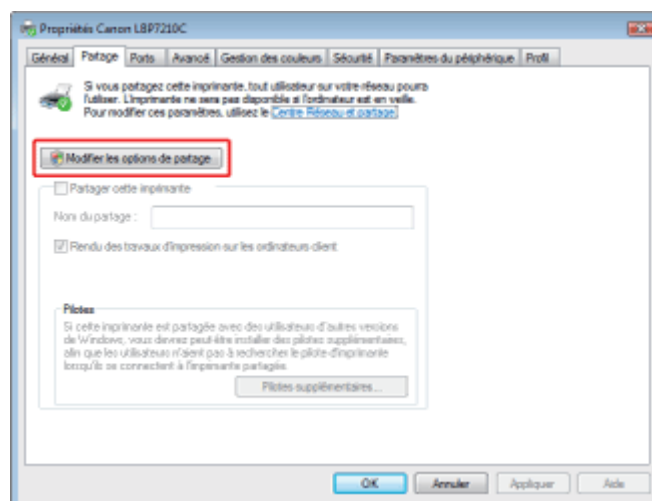 Propriétés Canon LBP7210C
Général Partage Ports Avancé Gestion des couleurs Sécurité Paramètres du périphérique Profil
Si vous partagez cette imprimante, tout utilisateur sur votre réseau pourra
l'utiliser. L'imprimante ne sera pas disponible si l'ordinateur est en veille.
Pour modifier ces paramètres, utilisez le Centre Réseau et partage.
Modifier les options de partage
Partager cette imprimante
Nom du partage :
Rendu des travaux d'impression sur les ordinateurs client
Pilotes
Si cette imprimante est partagée avec des utilisateurs d'autres versions
de Windows, vous devrez peut-être installer des pilotes supplémentaires,
afin que les utilisateurs n'aient pas à rechercher le pilote d'imprimante
lorsqu'ils se connectent à l'imprimante partagée.
Pilotes supplémentaires...
OK Annuler Appliquer Aide